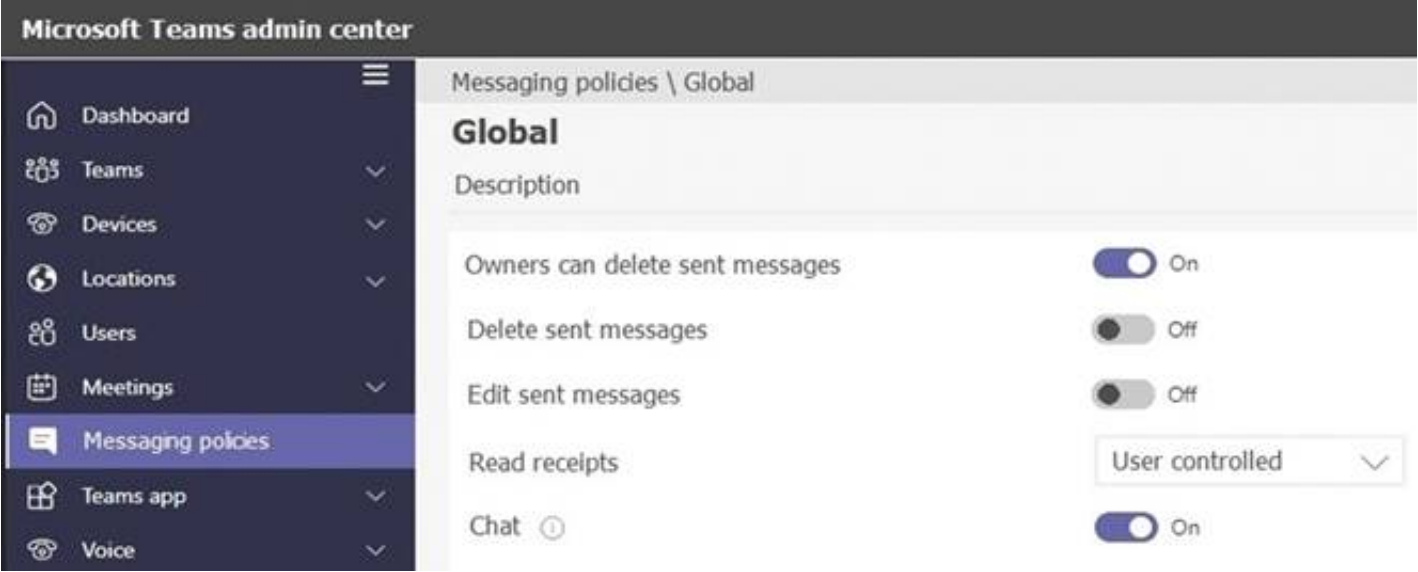 Microsoft Teams admin center
Dashboard
Teams
Devices
Locations
Users
Meetings
Messaging policies
Teams app
Voice
Messaging policies \ Global
Global
Description
Owners can delete sent messages On
Delete sent messages Off
Edit sent messages Off
Read receipts User controlled
Chat On